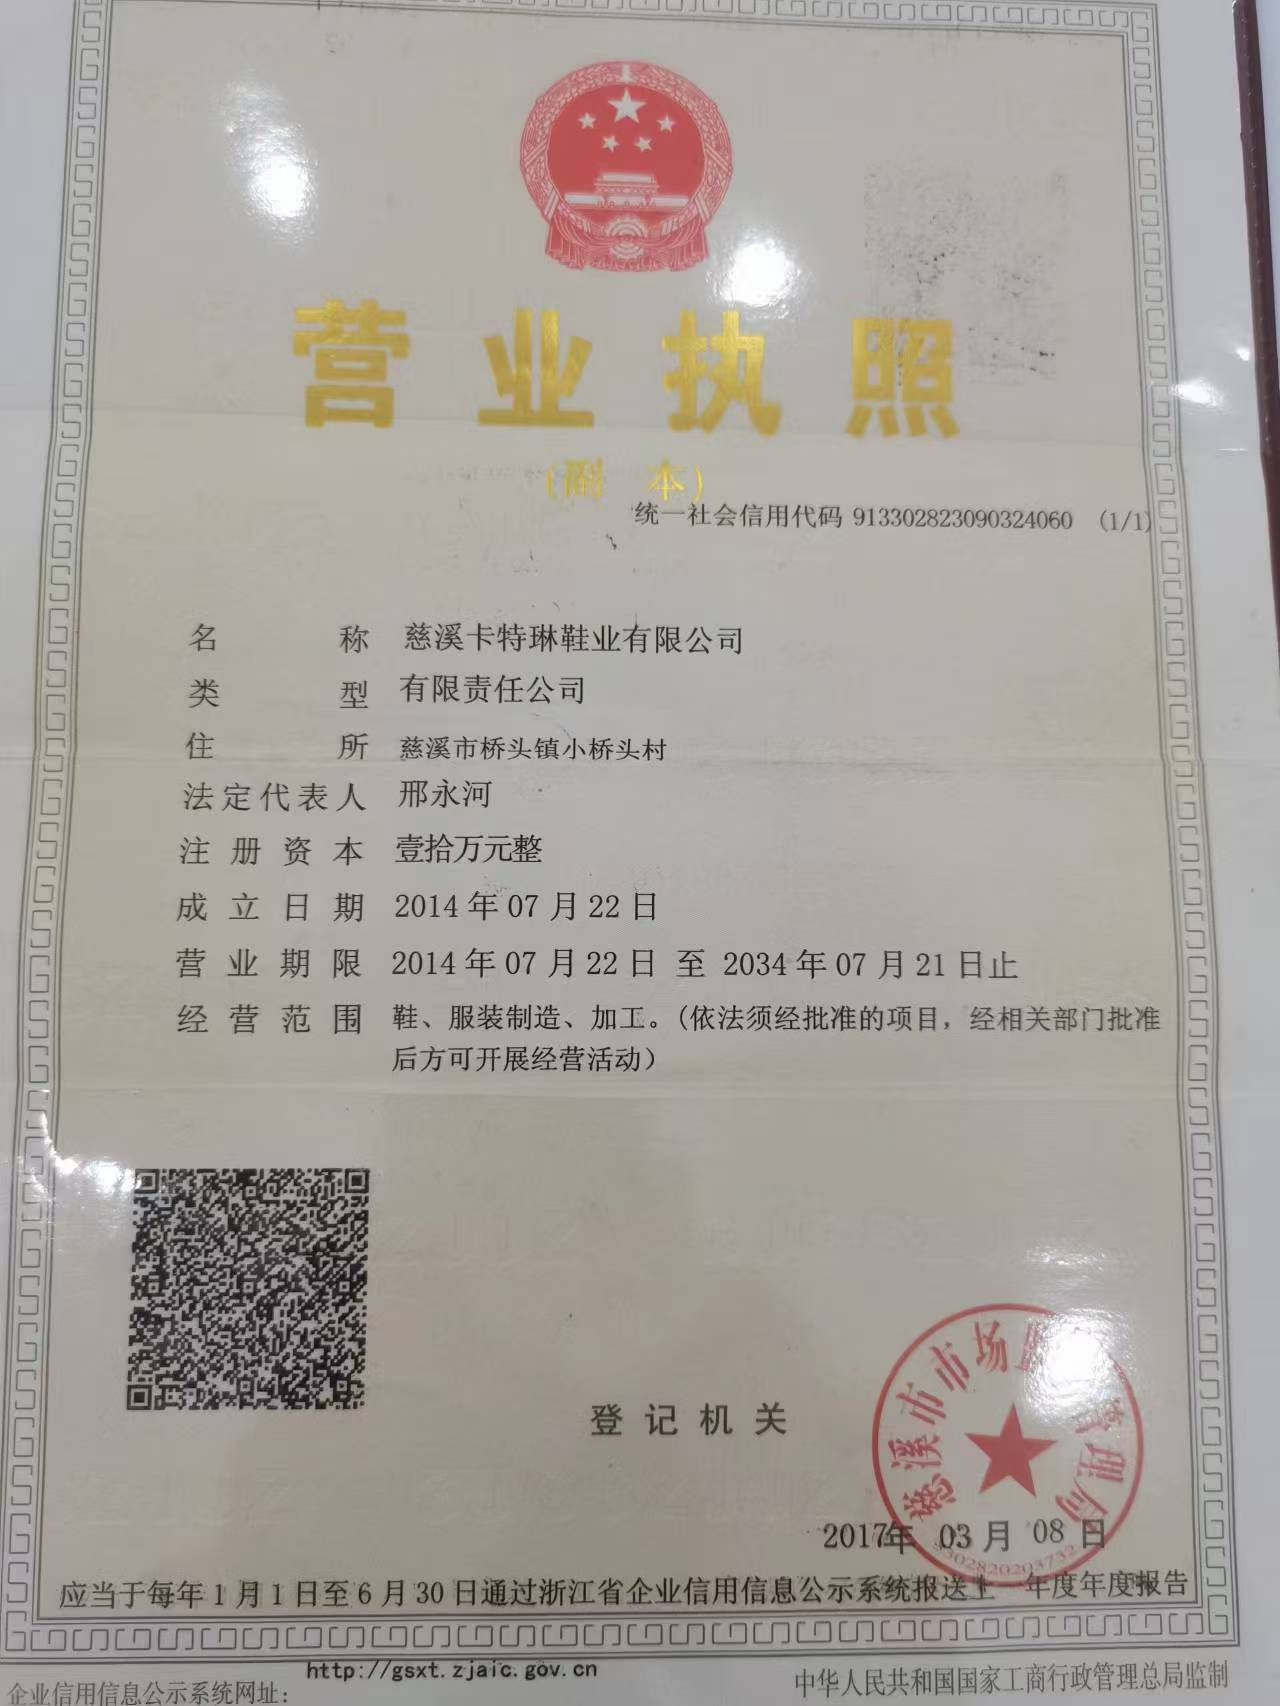 营业执照
(副 本)
统一社会信用代码 913302823090324060 (1/1)
名称 慈溪卡特琳鞋业有限公司
类型 有限责任公司
住所 慈溪市桥头镇小桥头村
法定代表人 邢永河
注册资本 壹拾万元整
成立日期 2014年07月22日
营业期限 2014年07月22日 至 2034年07月21日止
经营范围 鞋、服装制造、加工。(依法须经批准的项目，经相关部门批准
后方可开展经营活动)
登记机关
慈溪市市场监 管理局
2017年 03月 08日
3302820203732
应当于每年1月1日至6月30日通过浙江省企业信用信息公示系统报送上一年度年度报告
http://gsxt.zjaic.gov.cn
企业信用信息公示系统网址:
中华人民共和国国家工商行政管理总局监制